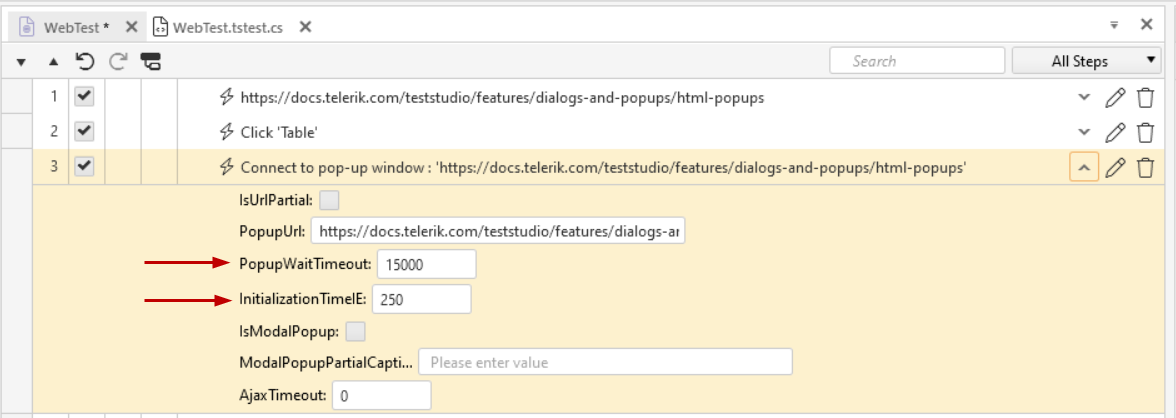 WebTest * WebTest.tstest.cs
Search All Steps
1 https://docs.telerik.com/teststudio/features/dialogs-and-popups/html-popups
2 Click 'Table'
3 Connect to pop-up window : 'https://docs.telerik.com/teststudio/features/dialogs-and-popups/html-popups'
IsUrlPartial:
PopupUrl: https://docs.telerik.com/teststudio/features/dialogs-ar
PopupWaitTimeout: 15000
InitializationTimeIE: 250
IsModalPopup:
ModalPopupPartialCapti... Please enter value
AjaxTimeout: 0